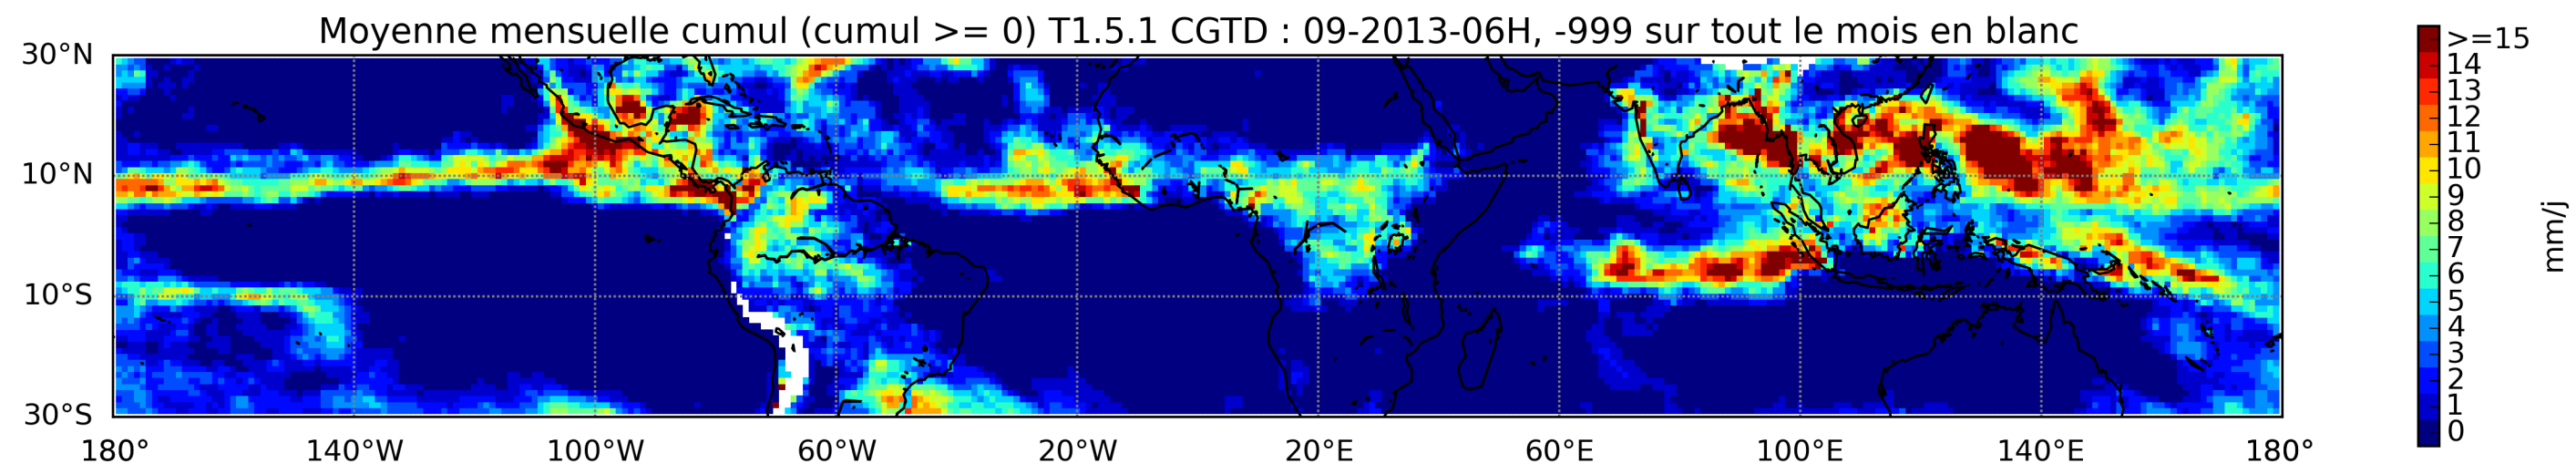 Moyenne mensuelle cumul (cumul >= 0) T1.5.1 CGTD : 09-2013-06H, -999 sur tout le mois en blanc
30°N
10°N
10°S
30°S
180°
140°W
100°W
60°W
20°W
20°E
60°E
100°E
140°E
180°
>=15
14
13
12
11
10
9
8
7
6
5
4
3
2
1
0
mm/j